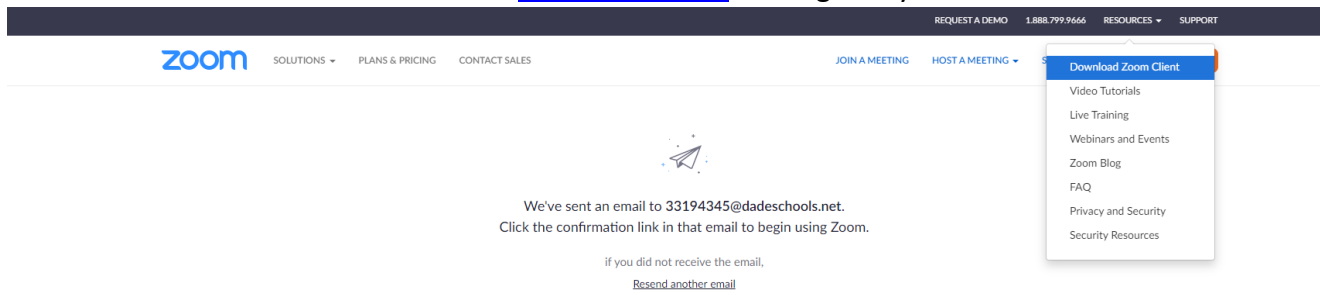 REQUEST A DEMO 1.888.799.9666 RESOURCES SUPPORT
zoom SOLUTIONS PLANS & PRICING CONTACT SALES JOIN A MEETING HOST A MEETING
Download Zoom Client
Video Tutorials
Live Training
Webinars and Events
Zoom Blog
FAQ
Privacy and Security
Security Resources
We've sent an email to 33194345@dadeschools.net.
Click the confirmation link in that email to begin using Zoom.
if you did not receive the email,
Resend another email